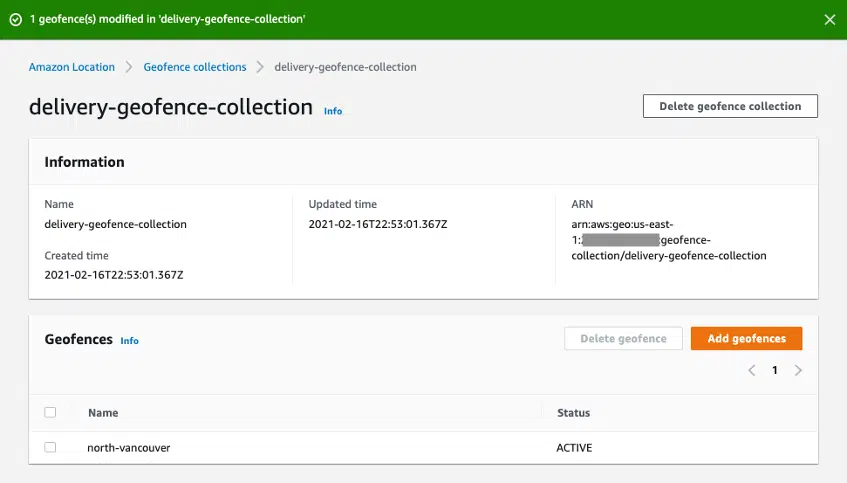 1 geofence(s) modified in 'delivery-geofence-collection'
Amazon Location > Geofence collections > delivery-geofence-collection
delivery-geofence-collection Info
Delete geofence collection
Information
Name
delivery-geofence-collection
Created time
2021-02-16T22:53:01.367Z
Updated time
2021-02-16T22:53:01.367Z
ARN
arn:aws:geo:us-east-
1: :geofence-
collection/delivery-geofence-collection
Geofences Info
Delete geofence
Add geofences
< 1 >
Name Status
north-vancouver ACTIVE